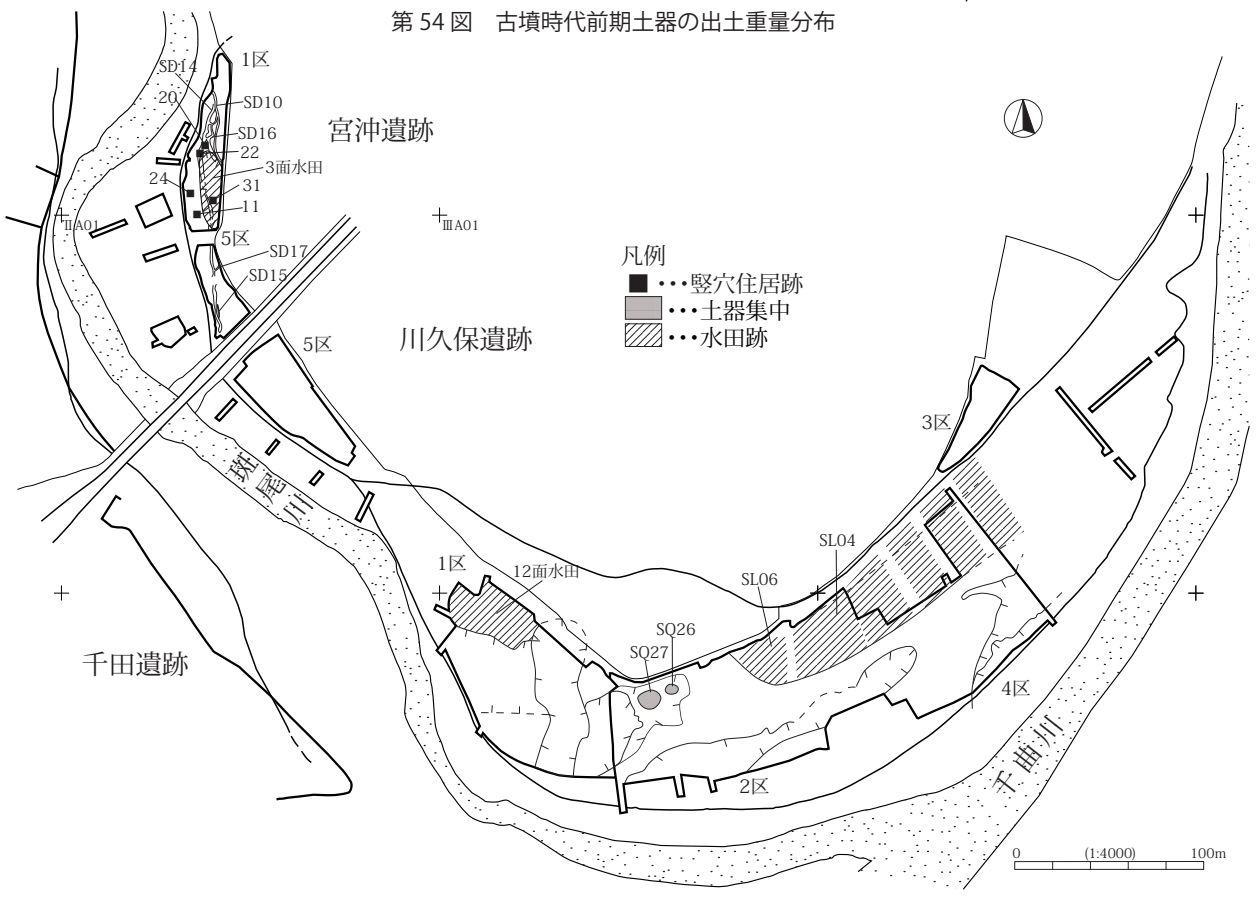 第 54 図　古墳時代前期土器の出土重量分布
1区
SD14
20
SD10
SD16
22
3面水田
24
31
11
宮沖遺跡
ⅡA01
ⅢA01
5区
SD17
SD15
凡例
■ ･･･竪穴住居跡
･･･土器集中
･･･水田跡
川久保遺跡
5区
3区
斑尾川
SL04
1区
12面水田
SL06
SQ26
SQ27
千田遺跡
4区
千曲川
2区
0 (1:4000) 100m